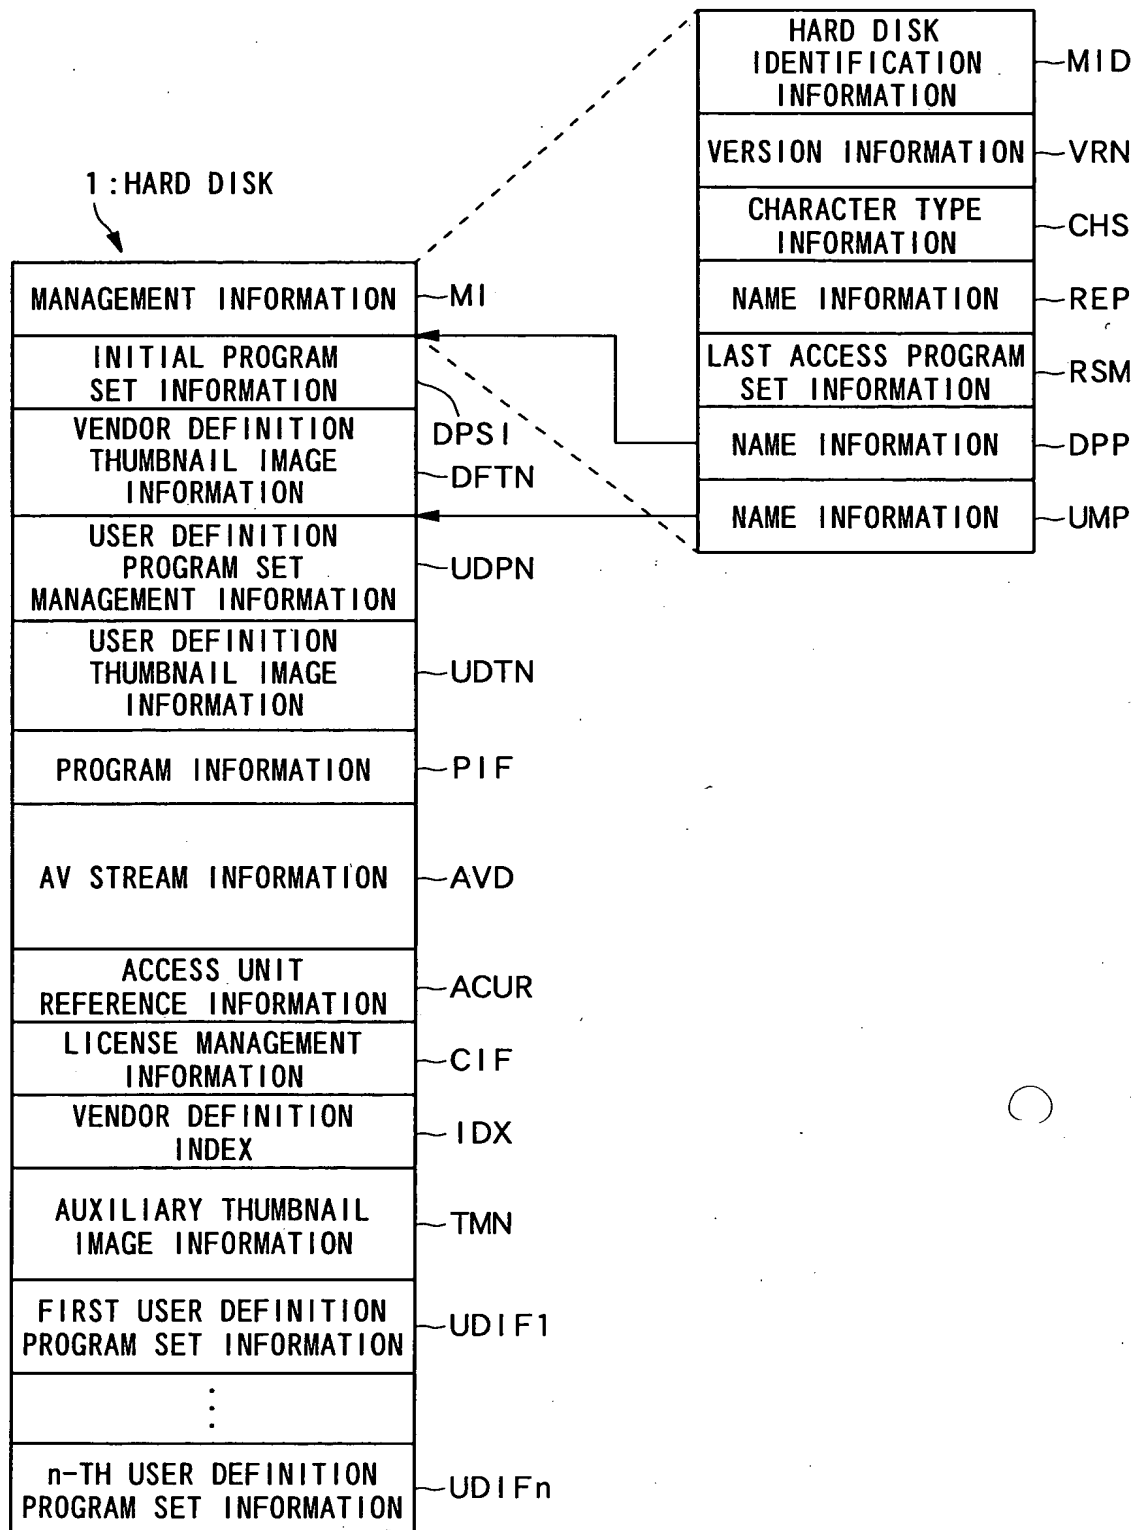 1:HARD DISK
MANAGEMENT INFORMATION
MI
INITIAL PROGRAM
SET INFORMATION
DPSI
VENDOR DEFINITION
THUMBNAIL IMAGE
INFORMATION
DFTN
USER DEFINITION
PROGRAM SET
MANAGEMENT INFORMATION
UDPN
USER DEFINITION
THUMBNAIL IMAGE
INFORMATION
UDTN
PROGRAM INFORMATION
PIF
AV STREAM INFORMATION
AVD
ACCESS UNIT
REFERENCE INFORMATION
ACUR
LICENSE MANAGEMENT
INFORMATION
CIF
VENDOR DEFINITION
INDEX
IDX
AUXILIARY THUMBNAIL
IMAGE INFORMATION
TMN
FIRST USER DEFINITION
PROGRAM SET INFORMATION
UDIF1
⋮
n-TH USER DEFINITION
PROGRAM SET INFORMATION
UDIFn
HARD DISK
IDENTIFICATION
INFORMATION
MID
VERSION INFORMATION
VRN
CHARACTER TYPE
INFORMATION
CHS
NAME INFORMATION
REP
LAST ACCESS PROGRAM
SET INFORMATION
RSM
NAME INFORMATION
DPP
NAME INFORMATION
UMP